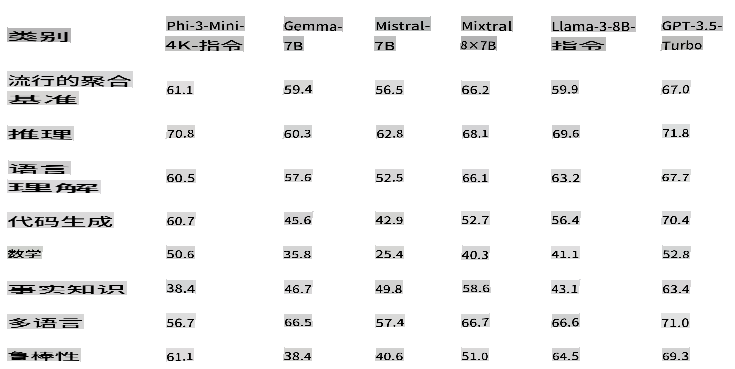 类别 Phi-3-Mini-4K-指令 Gemma-7B Mistral-7B Mixtral 8×7B Llama-3-8B-指令 GPT-3.5-Turbo
流行的聚合基准 61.1 59.4 56.5 66.2 59.9 67.0
推理 70.8 60.3 62.8 68.1 69.6 71.8
语言理解 60.5 57.6 52.5 66.1 63.2 67.7
代码生成 60.7 45.6 42.9 52.7 56.4 70.4
数学 50.6 35.8 25.4 40.3 41.1 52.8
事实知识 38.4 46.7 49.8 58.6 43.1 63.4
多语言 56.7 66.5 57.4 66.7 66.6 71.0
鲁棒性 61.1 38.4 40.6 51.0 64.5 69.3